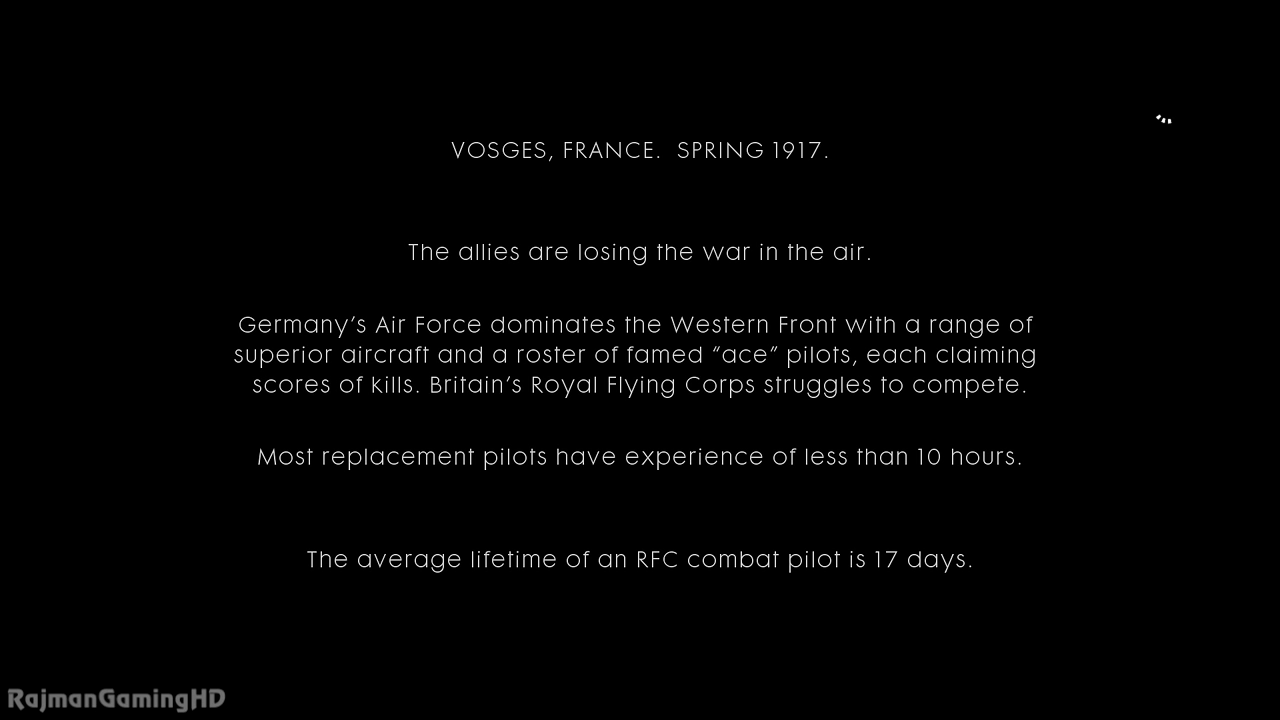 VOSGES, FRANCE.  SPRING 1917.
The allies are losing the war in the air.
Germany’s Air Force dominates the Western Front with a range of
superior aircraft and a roster of famed “ace” pilots, each claiming
scores of kills. Britain’s Royal Flying Corps struggles to compete.
Most replacement pilots have experience of less than 10 hours.
The average lifetime of an RFC combat pilot is 17 days.
RajmanGamingHD